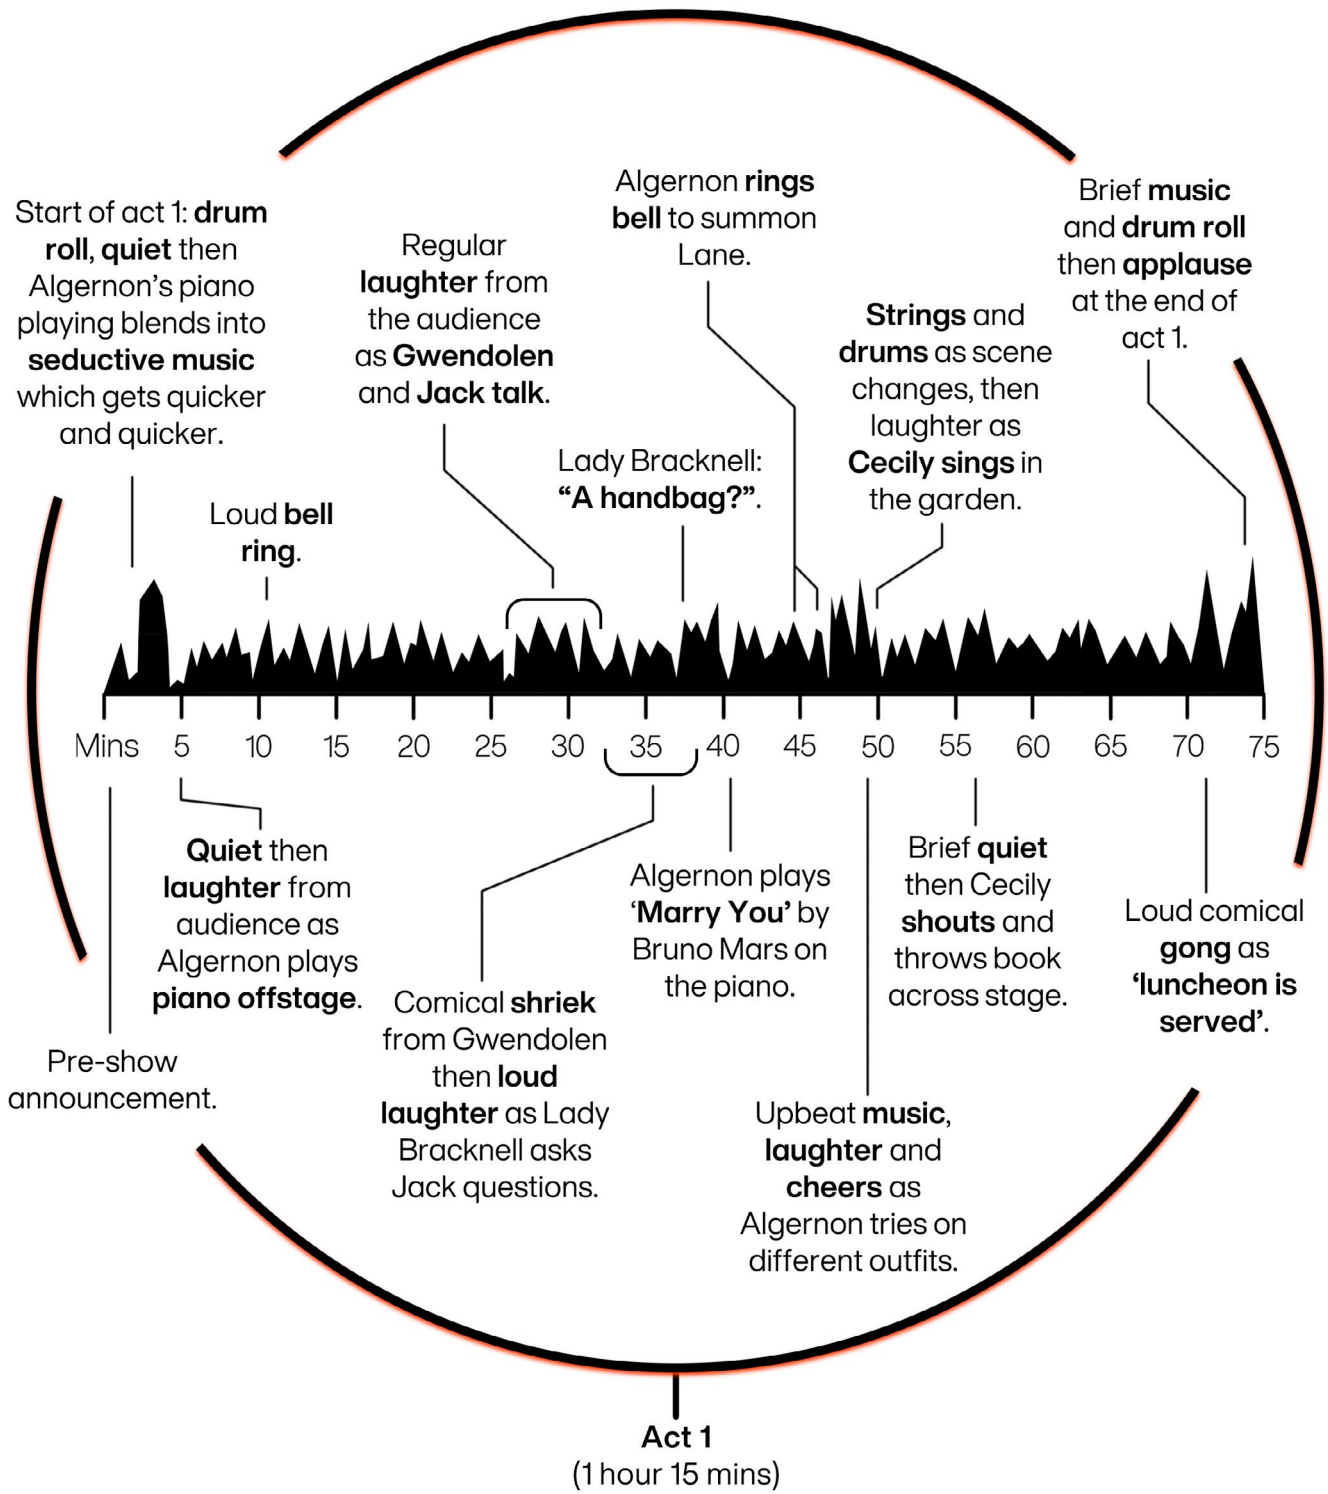 Start of act 1: drum
roll, quiet then
Algernon’s piano
playing blends into
seductive music
which gets quicker
and quicker.
Loud bell
ring.
Regular
laughter from
the audience
as Gwendolen
and Jack talk.
Algernon rings
bell to summon
Lane.
Lady Bracknell:
“A handbag?”.
Strings and
drums as scene
changes, then
laughter as
Cecily sings in
the garden.
Brief music
and drum roll
then applause
at the end of
act 1.
Mins 5 10 15 20 25 30 35 40 45 50 55 60 65 70 75
Pre-show
announcement.
Quiet then
laughter from
audience as
Algernon plays
piano offstage.
Comical shriek
from Gwendolen
then loud
laughter as Lady
Bracknell asks
Jack questions.
Algernon plays
‘Marry You’ by
Bruno Mars on
the piano.
Upbeat music,
laughter and
cheers as
Algernon tries on
different outfits.
Brief quiet
then Cecily
shouts and
throws book
across stage.
Loud comical
gong as
‘luncheon is
served’.
Act 1
(1 hour 15 mins)